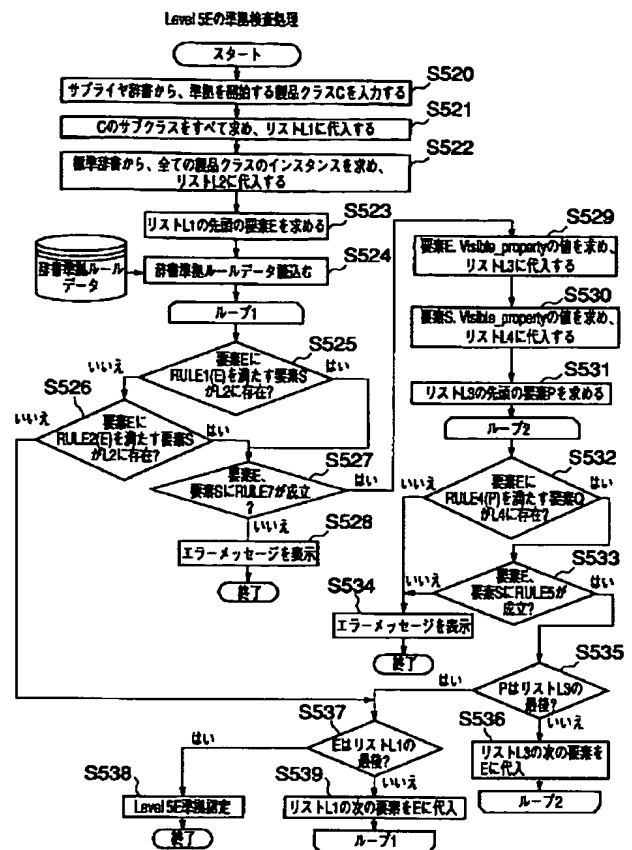 Level 5Eの準拠検査処理
スタート
S520
サプライヤ辞書から、準拠を開始する製品クラスCを入力する
S521
Cのサブクラスをすべて求め、リストL1に代入する
S522
標準辞書から、全ての製品クラスのインスタンスを求め、
リストL2に代入する
S523
リストL1の先頭の要素Eを求める
S524
辞書準拠ルール
データ
辞書準拠ルールデータ読込む
ループ1
S525
要素Eに
RULE1(E)を満たす要素S
がL2に存在?
いいえ
はい
S526
要素Eに
RULE2(E)を満たす要素S
がL2に存在?
いいえ
はい
S527
要素E、
要素SにRULE7が成立
?
はい
いいえ
S528
エラーメッセージを表示
終了
S529
要素E. Visible_propertyの値を求め、
リストL3に代入する
S530
要素S. Visible_propertyの値を求め、
リストL4に代入する
S531
リストL3の先頭の要素Pを求める
ループ2
S532
要素Eに
RULE4(P)を満たす要素Q
がL4に存在?
いいえ
はい
S533
要素E、
要素SにRULE5が
成立?
いいえ
はい
S534
エラーメッセージを表示
終了
S535
PはリストL3の
最後?
はい
いいえ
S536
リストL3の次の要素を
Eに代入
ループ2
S537
EはリストL1の
最後?
はい
いいえ
S538
Level 5E準拠認定
終了
S539
リストL1の次の要素をEに代入
ループ1